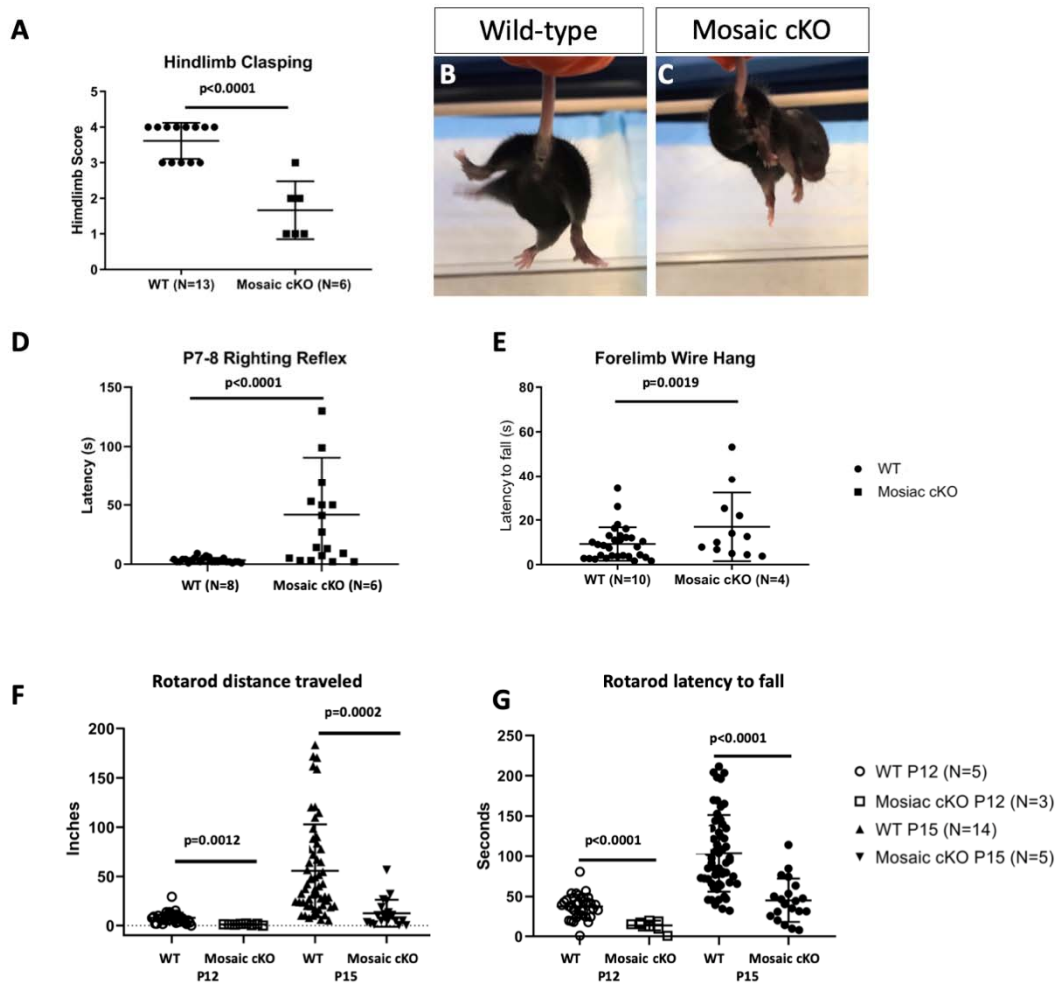 A
Hindlimb Clasping
p<0.0001
Himdlimb Score
5
4
3
2
1
0
WT (N=13)
Mosaic cKO (N=6)
Wild-type
Mosaic cKO
B
C
D
P7-8 Righting Reflex
p<0.0001
Latency (s)
150
100
50
0
WT (N=8)
Mosaic cKO (N=6)
E
Forelimb Wire Hang
p=0.0019
Latency to fall (s)
80
60
40
20
0
WT (N=10)
Mosaic cKO (N=4)
WT
Mosiac cKO
F
Rotarod distance traveled
p=0.0002
p=0.0012
Inches
200
150
100
50
0
WT
Mosaic cKO
WT
Mosaic cKO
P12
P15
G
Rotarod latency to fall
p<0.0001
p<0.0001
Seconds
250
200
150
100
50
0
WT
Mosaic cKO
WT
Mosaic cKO
P12
P15
WT P12 (N=5)
Mosiac cKO P12 (N=3)
WT P15 (N=14)
Mosaic cKO P15 (N=5)